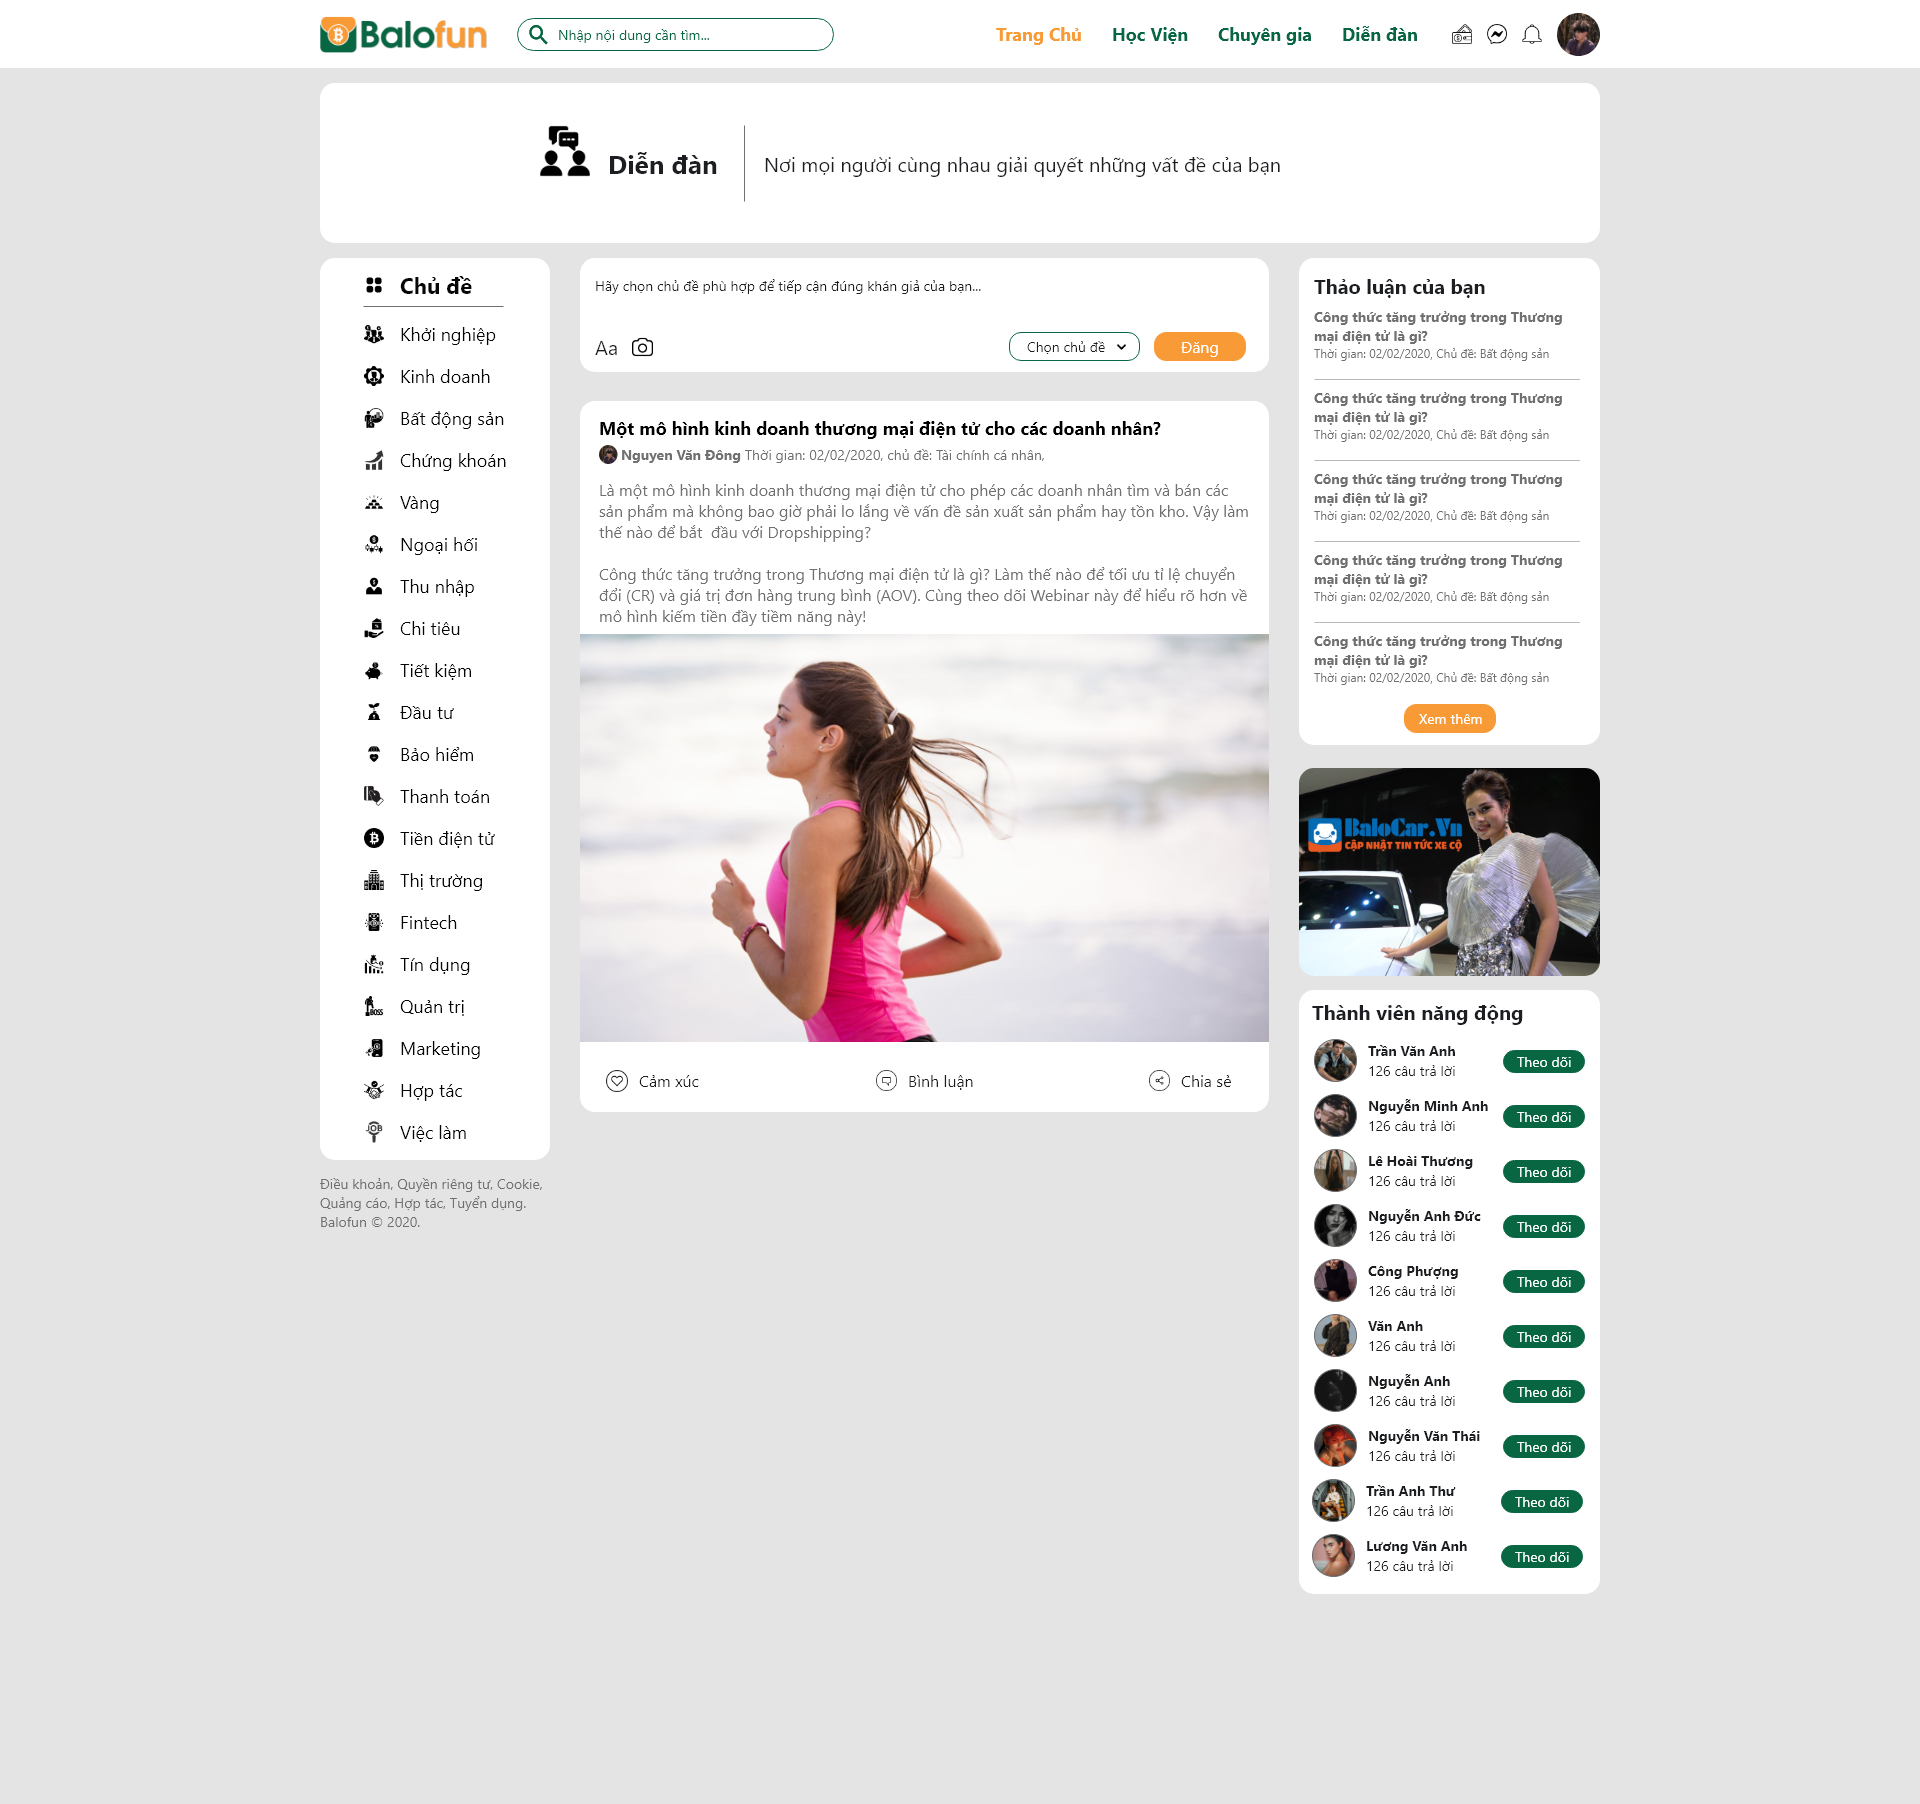 Balofun
Nhập nội dung cần tìm...
Trang Chủ
Học Viện
Chuyên gia
Diễn đàn
Diễn đàn
Nơi mọi người cùng nhau giải quyết những vất đề của bạn
Chủ đề
Khởi nghiệp
Kinh doanh
Bất động sản
Chứng khoán
Vàng
Ngoại hối
Thu nhập
Chi tiêu
Tiết kiệm
Đầu tư
Bảo hiểm
Thanh toán
Tiền điện tử
Thị trường
Fintech
Tín dụng
Quản trị
Marketing
Hợp tác
Việc làm
Điều khoản, Quyền riêng tư, Cookie,
Quảng cáo, Hợp tác, Tuyển dụng.
Balofun © 2020.
Hãy chọn chủ đề phù hợp để tiếp cận đúng khán giả của bạn...
Aa
Chọn chủ đề
Đăng
Một mô hình kinh doanh thương mại điện tử cho các doanh nhân?
Nguyen Văn Đông Thời gian: 02/02/2020, chủ đề: Tài chính cá nhân,
Là một mô hình kinh doanh thương mại điện tử cho phép các doanh nhân tìm và bán các
sản phẩm mà không bao giờ phải lo lắng về vấn đề sản xuất sản phẩm hay tồn kho. Vậy làm
thế nào để bắt  đầu với Dropshipping?
Công thức tăng trưởng trong Thương mại điện tử là gì? Làm thế nào để tối ưu tỉ lệ chuyển
đổi (CR) và giá trị đơn hàng trung bình (AOV). Cùng theo dõi Webinar này để hiểu rõ hơn về
mô hình kiếm tiền đầy tiềm năng này!
Cảm xúc
Bình luận
Chia sẻ
Thảo luận của bạn
Công thức tăng trưởng trong Thương
mại điện tử là gì?
Thời gian: 02/02/2020, Chủ đề: Bất động sản
Công thức tăng trưởng trong Thương
mại điện tử là gì?
Thời gian: 02/02/2020, Chủ đề: Bất động sản
Công thức tăng trưởng trong Thương
mại điện tử là gì?
Thời gian: 02/02/2020, Chủ đề: Bất động sản
Công thức tăng trưởng trong Thương
mại điện tử là gì?
Thời gian: 02/02/2020, Chủ đề: Bất động sản
Công thức tăng trưởng trong Thương
mại điện tử là gì?
Thời gian: 02/02/2020, Chủ đề: Bất động sản
Xem thêm
BaloCar.Vn
CẬP NHẬT TIN TỨC XE CỘ
Thành viên năng động
Trần Văn Anh
126 câu trả lời
Theo dõi
Nguyễn Minh Anh
126 câu trả lời
Theo dõi
Lê Hoài Thương
126 câu trả lời
Theo dõi
Nguyễn Anh Đức
126 câu trả lời
Theo dõi
Công Phượng
126 câu trả lời
Theo dõi
Văn Anh
126 câu trả lời
Theo dõi
Nguyễn Anh
126 câu trả lời
Theo dõi
Nguyễn Văn Thái
126 câu trả lời
Theo dõi
Trần Anh Thư
126 câu trả lời
Theo dõi
Lương Văn Anh
126 câu trả lời
Theo dõi